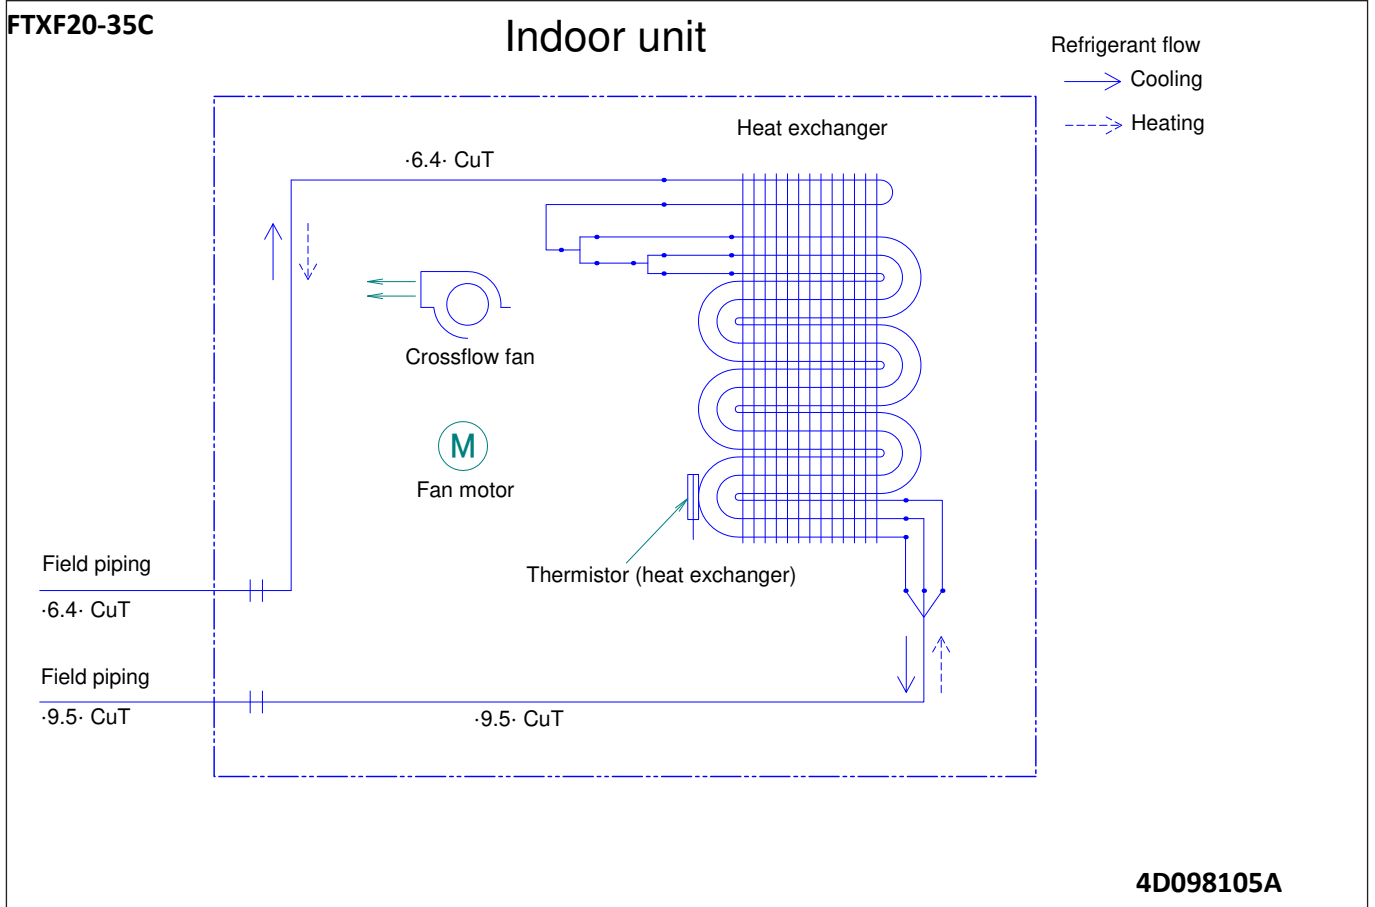 FTXF20-35C
Indoor unit
Refrigerant flow
Cooling
Heating
Heat exchanger
·6.4· CuT
Crossflow fan
M
Fan motor
Thermistor (heat exchanger)
Field piping
·6.4· CuT
Field piping
·9.5· CuT
·9.5· CuT
4D098105A